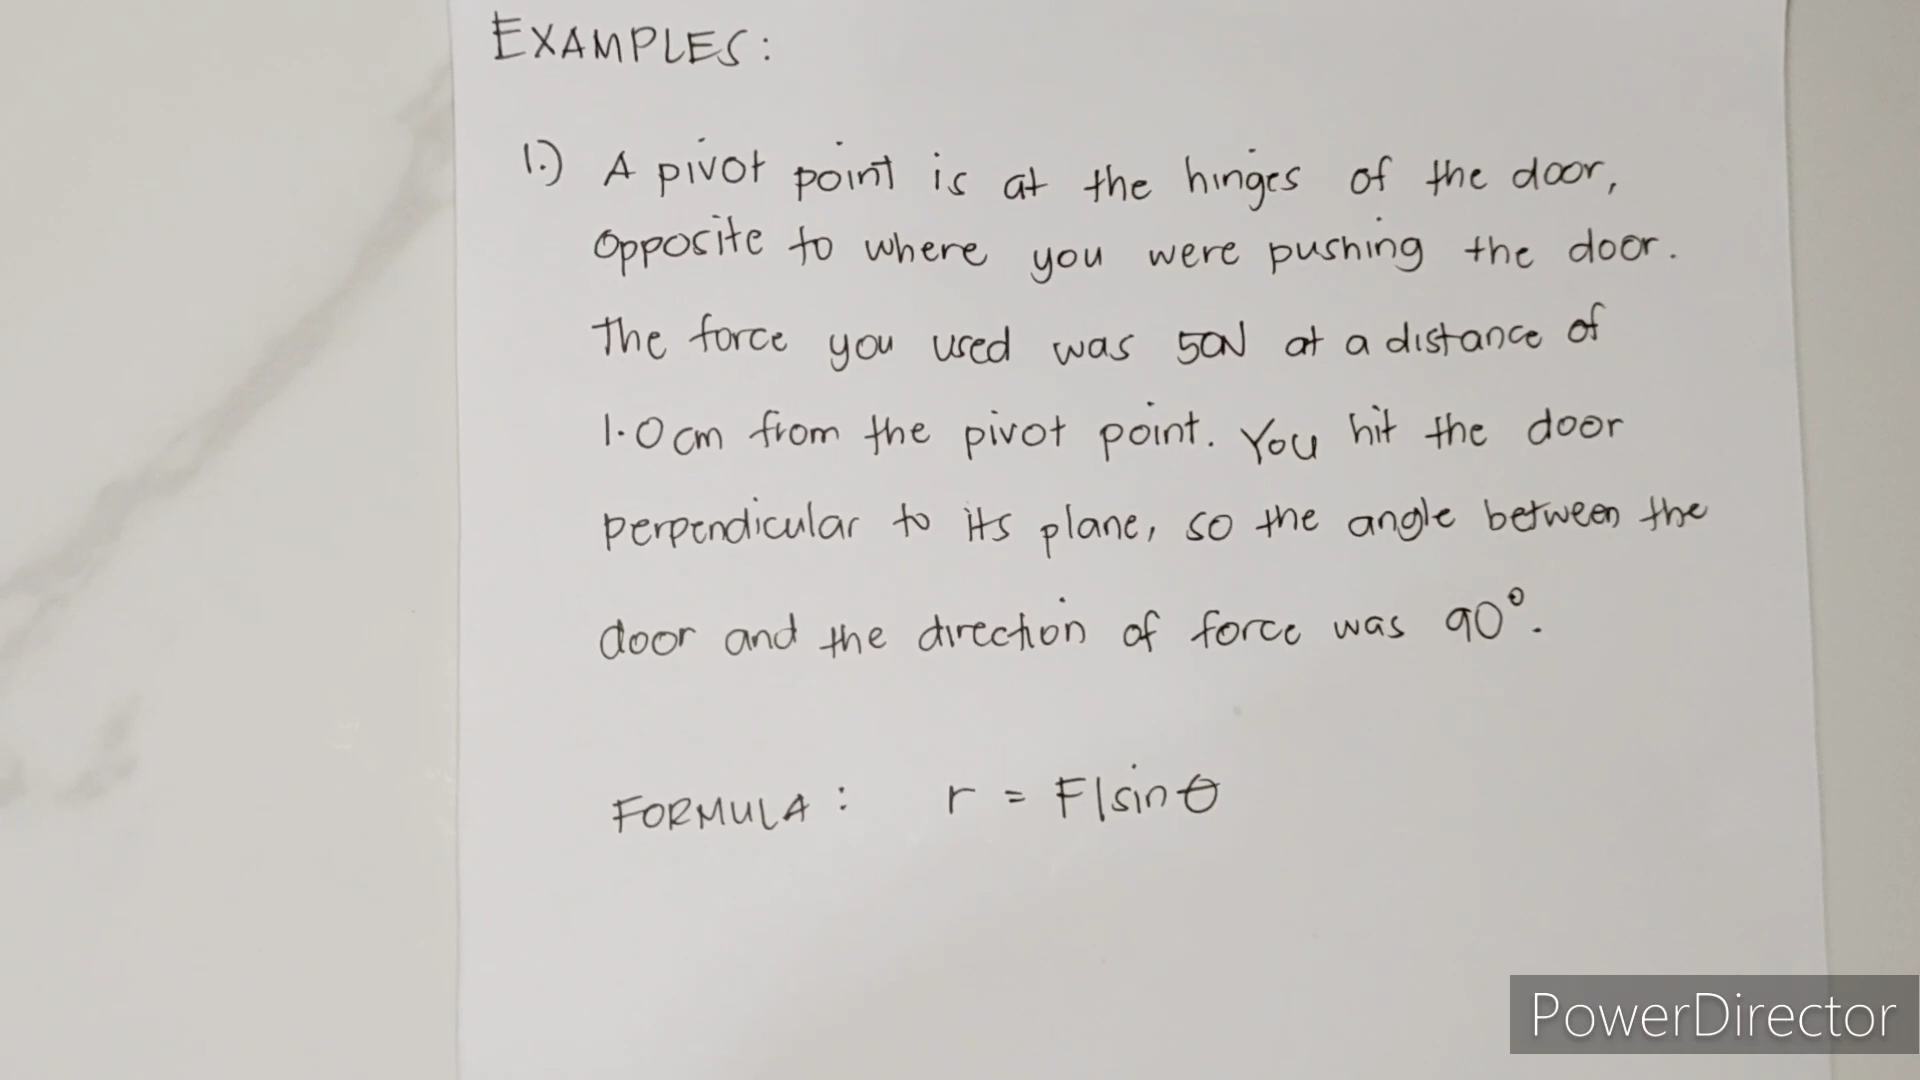 EXAMPLES:
1.) A pivot point is at the hinges of the door,
opposite to where you were pushing the door.
The force you used was 50N at a distance of
1.0cm from the pivot point. You hit the door
perpendicular to its plane, so the angle between the
door and the direction of force was 90°.
FORMULA: r = Flsinθ
PowerDirector